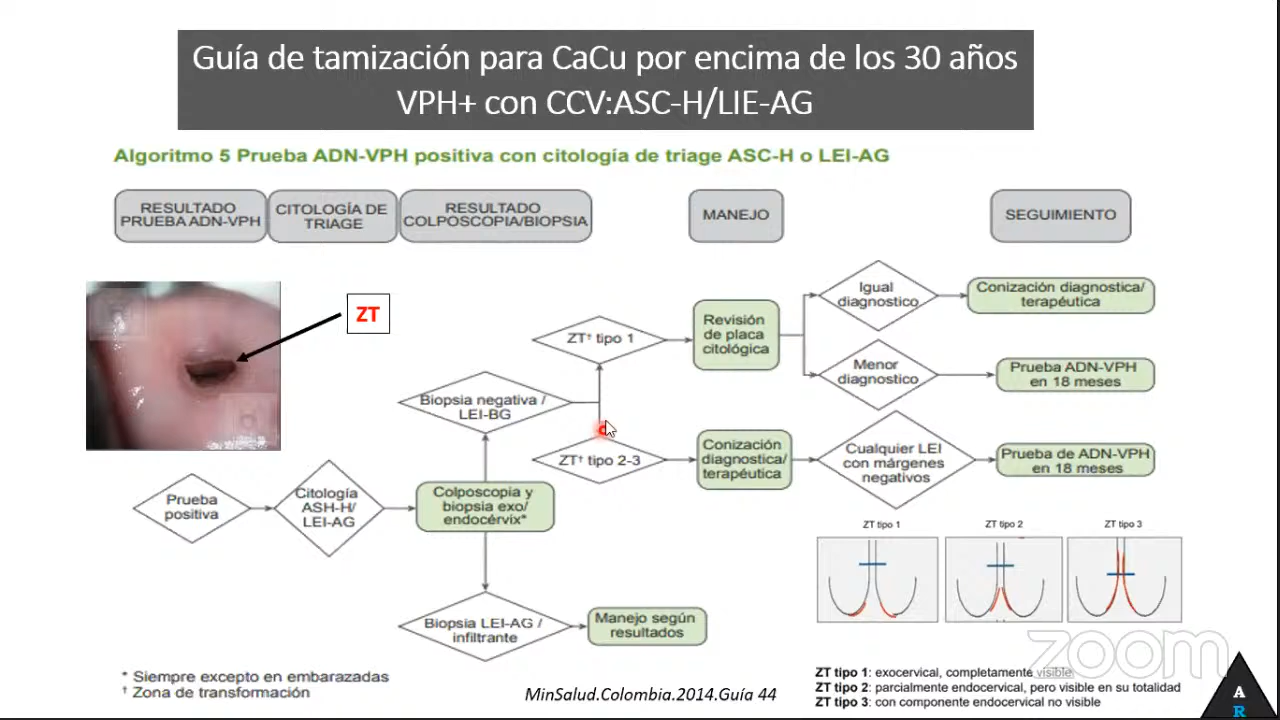 Guía de tamización para CaCu por encima de los 30 años
VPH+ con CCV:ASC-H/LIE-AG
Algoritmo 5 Prueba ADN-VPH positiva con citología de triage ASC-H o LEI-AG
RESULTADO
PRUEBA ADN-VPH
CITOLOGÍA DE
TRIAGE
RESULTADO
COLPOSCOPIA/BIOPSIA
MANEJO
SEGUIMIENTO
ZT
Prueba
positiva
Citología
ASH-H/
LEI-AG
Colposcopia y
biopsia exo/
endocérvix*
Biopsia negativa /
LEI-BG
ZT† tipo 1
Revisión
de placa
citológica
Igual
diagnostico
Conización diagnostica/
terapéutica
Menor
diagnostico
Prueba ADN-VPH
en 18 meses
ZT† tipo 2-3
Conización
diagnostica/
terapéutica
Cualquier LEI
con márgenes
negativos
Prueba de ADN-VPH
en 18 meses
Biopsia LEI-AG /
infiltrante
Manejo según
resultados
ZT tipo 1
ZT tipo 2
ZT tipo 3
* Siempre excepto en embarazadas
† Zona de transformación
MinSalud.Colombia.2014.Guía 44
ZT tipo 1: exocervical, completamente visible
ZT tipo 2: parcialmente endocervical, pero visible en su totalidad
ZT tipo 3: con componente endocervical no visible
zoom
A
R